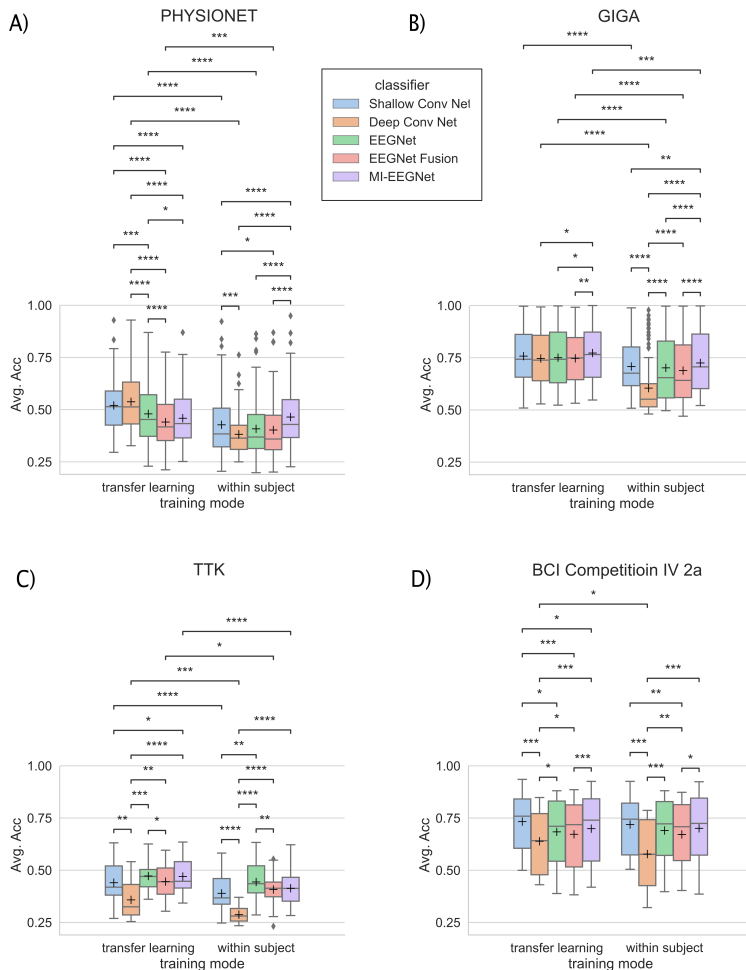 A)
PHYSIONET
***
****
****
****
****
****
****
****
*
****
***
*
****
****
****
***
****
****
1.00
0.75
0.50
0.25
Avg. Acc
transfer learning
within subject
training mode
classifier
Shallow Conv Net
Deep Conv Net
EEGNet
EEGNet Fusion
MI-EEGNet
B)
GIGA
****
***
****
****
****
**
****
****
****
*
****
*
**
****
****
1.00
0.75
0.50
0.25
Avg. Acc
transfer learning
within subject
training mode
C)
TTK
****
*
***
****
*
****
****
**
**
****
***
****
**
*
**
****
1.00
0.75
0.50
0.25
Avg. Acc
transfer learning
within subject
training mode
D)
BCI Competitioin IV 2a
*
*
***
***
***
*
**
*
**
***
***
*
***
***
*
1.00
0.75
0.50
0.25
Avg. Acc
transfer learning
within subject
training mode